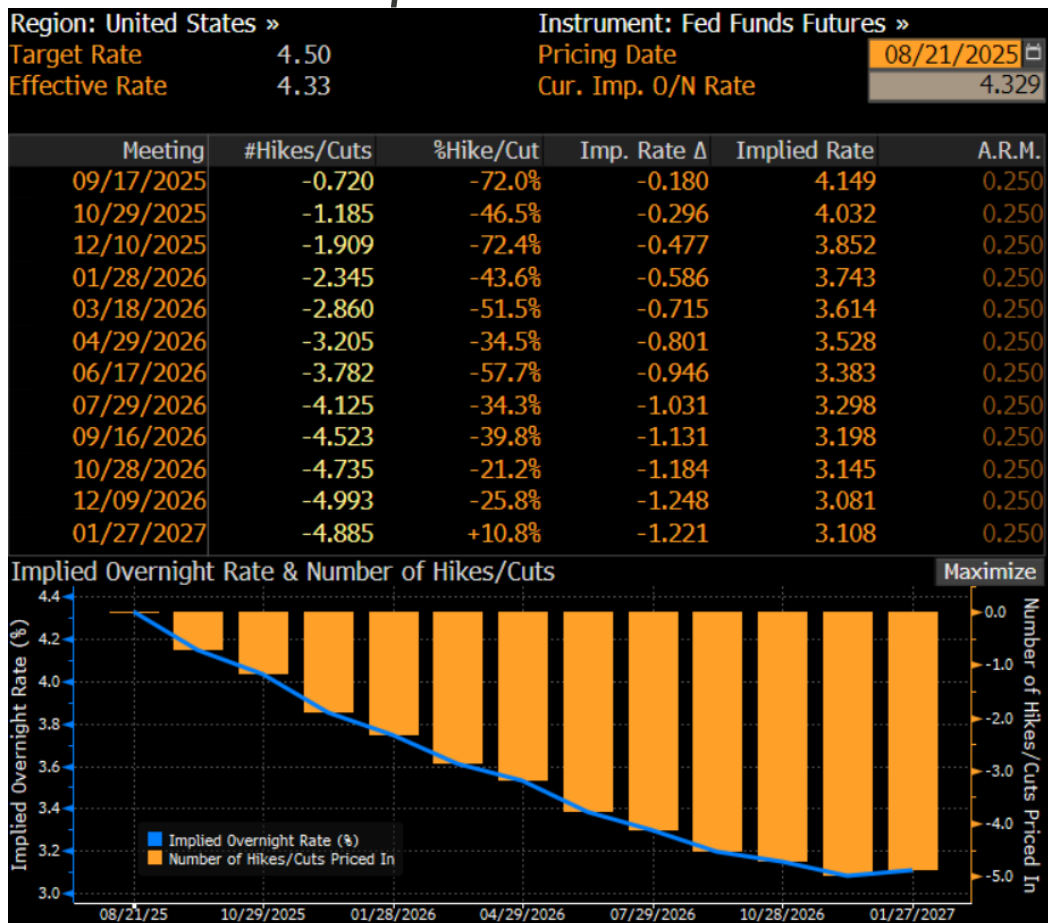 Region: United States » Instrument: Fed Funds Futures »
Target Rate 4.50 Pricing Date 08/21/2025
Effective Rate 4.33 Cur. Imp. O/N Rate 4.329
Meeting #Hikes/Cuts %Hike/Cut Imp. Rate Δ Implied Rate A.R.M.
09/17/2025 -0.720 -72.0% -0.180 4.149 0.250
10/29/2025 -1.185 -46.5% -0.296 4.032 0.250
12/10/2025 -1.909 -72.4% -0.477 3.852 0.250
01/28/2026 -2.345 -43.6% -0.586 3.743 0.250
03/18/2026 -2.860 -51.5% -0.715 3.614 0.250
04/29/2026 -3.205 -34.5% -0.801 3.528 0.250
06/17/2026 -3.782 -57.7% -0.946 3.383 0.250
07/29/2026 -4.125 -34.3% -1.031 3.298 0.250
09/16/2026 -4.523 -39.8% -1.131 3.198 0.250
10/28/2026 -4.735 -21.2% -1.184 3.145 0.250
12/09/2026 -4.993 -25.8% -1.248 3.081 0.250
01/27/2027 -4.885 +10.8% -1.221 3.108 0.250
Implied Overnight Rate & Number of Hikes/Cuts Maximize
Implied Overnight Rate (%)
4.4
4.2
4.0
3.8
3.6
3.4
3.2
3.0
Implied Overnight Rate (%)
Number of Hikes/Cuts Priced In
0.0
-1.0
-2.0
-3.0
-4.0
-5.0
Number of Hikes/Cuts Priced In
08/21/25 10/29/2025 01/28/2026 04/29/2026 07/29/2026 10/28/2026 01/27/2027